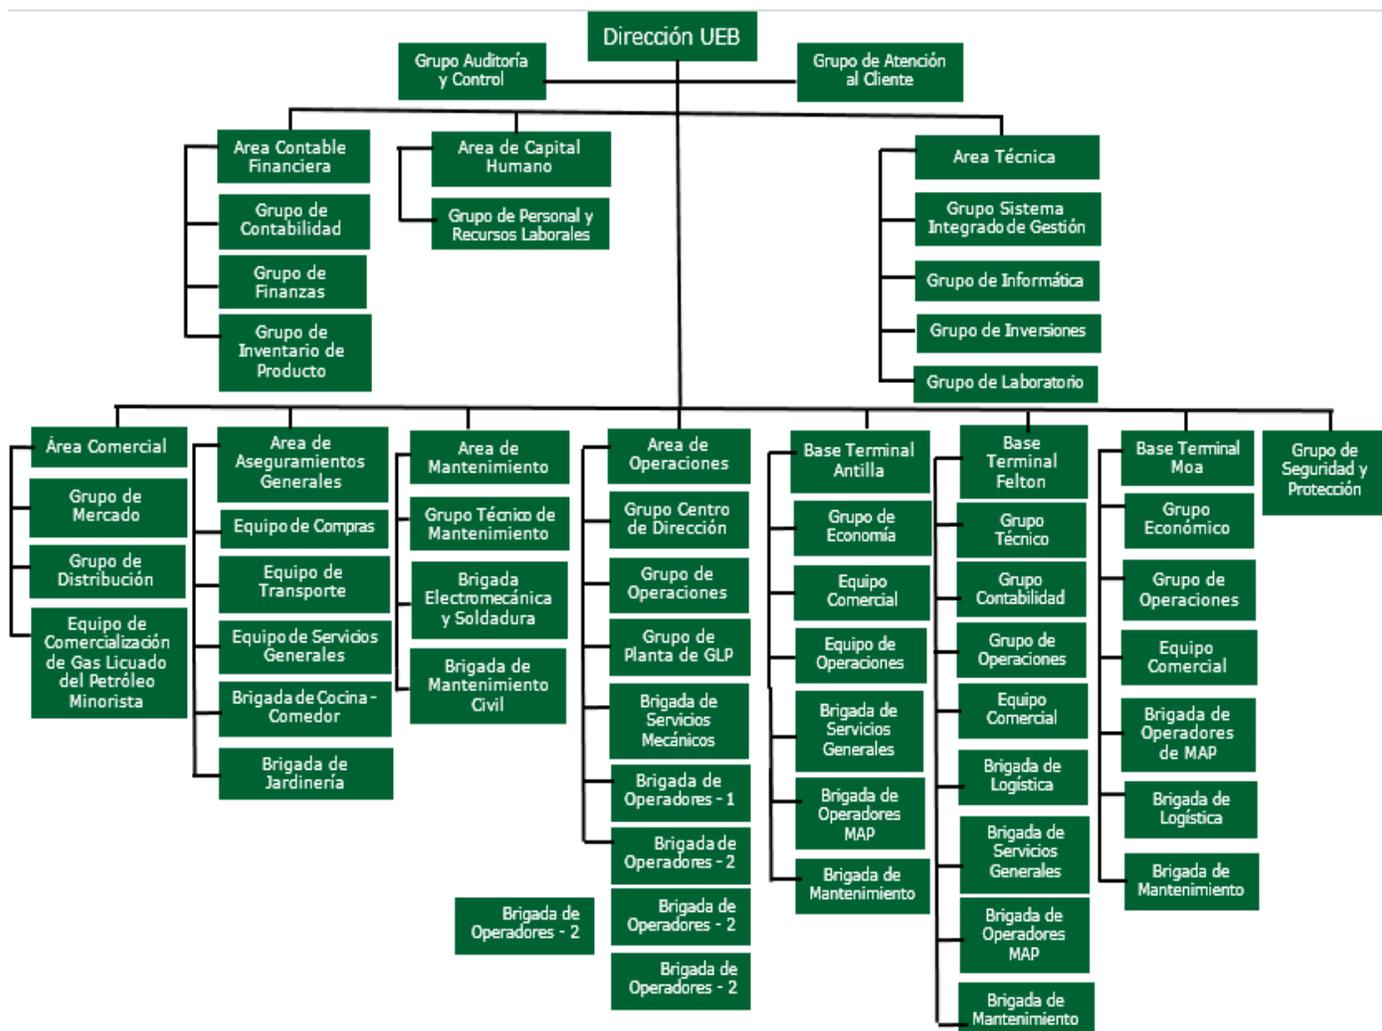 Dirección UEB
Grupo Auditoría
y Control
Grupo de Atención
al Cliente
Area Contable
Financiera
Grupo de
Contabilidad
Grupo de
Finanzas
Grupo de
Inventario de
Producto
Area de Capital
Humano
Grupo de Personal y
Recursos Laborales
Area Técnica
Grupo Sistema
Integrado de Gestión
Grupo de Informática
Grupo de Inversiones
Grupo de Laboratorio
Área Comercial
Grupo de
Mercado
Grupo de
Distribución
Equipo de
Comercialización
de Gas Licuado
del Petróleo
Minorista
Area de
Aseguramientos
Generales
Equipo de Compras
Equipo de
Transporte
Equipo de Servicios
Generales
Brigada de Cocina -
Comedor
Brigada de
Jardinería
Area de
Mantenimiento
Grupo Técnico de
Mantenimiento
Brigada
Electromecánica
y Soldadura
Brigada de
Mantenimiento
Civil
Area de
Operaciones
Grupo Centro
de Dirección
Grupo de
Operaciones
Grupo de
Planta de GLP
Brigada de
Servicios
Mecánicos
Brigada de
Operadores - 1
Brigada de
Operadores - 2
Brigada de
Operadores - 2
Brigada de
Operadores - 2
Brigada de
Operadores - 2
Base Terminal
Antilla
Grupo de
Economía
Equipo
Comercial
Equipo de
Operaciones
Brigada de
Servicios
Generales
Brigada de
Operadores
MAP
Brigada de
Mantenimiento
Base
Terminal
Felton
Grupo
Técnico
Grupo
Contabilidad
Grupo de
Operaciones
Equipo
Comercial
Brigada de
Logística
Brigada de
Servicios
Generales
Brigada de
Operadores
MAP
Brigada de
Mantenimiento
Base Terminal
Moa
Grupo
Económico
Grupo de
Operaciones
Equipo
Comercial
Brigada de
Operadores
de MAP
Brigada de
Logística
Brigada de
Mantenimiento
Grupo de
Seguridad y
Protección